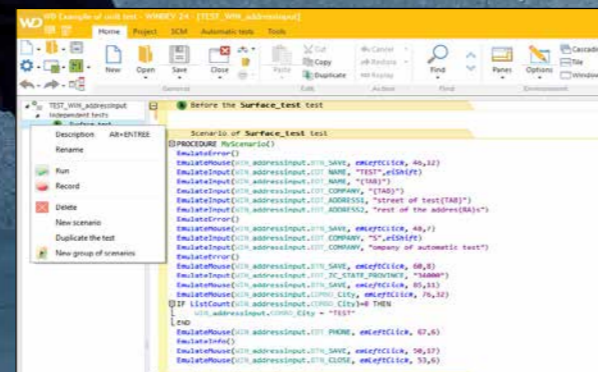 WD Example of unit test - WINDEV 24 - [TEST_WIN_addressinput]
Home Project SCM Automatic tests Tools
New Open Save Close Paste Cut Copy Duplicate Cancel Restore Replay Find Panes Options Cascading Tile Window
General Edit Action Find Environment
TEST_WIN_addressinput
Independent tests
Surface_test
Description Alt+ENTREE
Rename
Run
Record
Delete
New scenario
Duplicate the test
New group of scenarios
Before the Surface_test test
Scenario of Surface_test test
PROCEDURE MyScenario()
EmulateError()
EmulateMouse(WIN_addressinput.BTN_SAVE, emLeftClick, 46,12)
EmulateInput(WIN_addressinput.EDT_NAME, "TEST",eiShift)
EmulateInput(WIN_addressinput.EDT_NAME, "{TAB}")
EmulateInput(WIN_addressinput.EDT_COMPANY, "{TAB}")
EmulateInput(WIN_addressinput.EDT_ADDRESS1, "street of test{TAB}")
EmulateInput(WIN_addressinput.EDT_ADDRESS2, "rest of the addres{RA}s")
EmulateError()
EmulateMouse(WIN_addressinput.BTN_SAVE, emLeftClick, 48,7)
EmulateInput(WIN_addressinput.EDT_COMPANY, "S",eiShift)
EmulateInput(WIN_addressinput.EDT_COMPANY, "ompany of automatic test")
EmulateError()
EmulateMouse(WIN_addressinput.BTN_SAVE, emLeftClick, 60,8)
EmulateInput(WIN_addressinput.EDT_ZC_STATE_PROVINCE, "34000")
EmulateMouse(WIN_addressinput.BTN_SAVE, emLeftClick, 85,11)
EmulateMouse(WIN_addressinput.COMBO_City, emLeftClick, 76,32)
IF ListCount(WIN_addressinput.COMBO_City)=0 THEN
WIN_addressinput.COMBO_City = "TEST"
END
EmulateMouse(WIN_addressinput.EDT_PHONE, emLeftClick, 67,6)
EmulateInfo()
EmulateMouse(WIN_addressinput.BTN_SAVE, emLeftClick, 50,17)
EmulateMouse(WIN_addressinput.BTN_CLOSE, emLeftClick, 53,6)